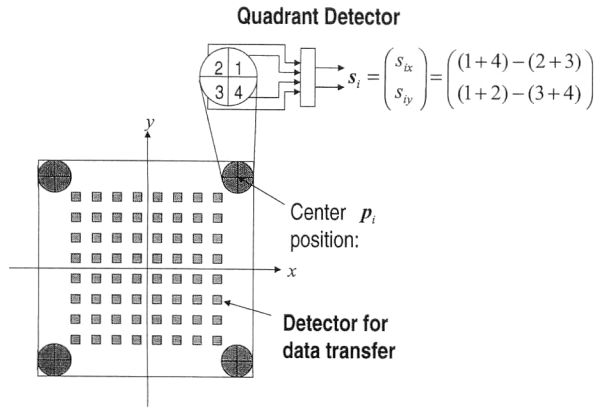 Quadrant Detector
2 1
3 4
s_i = (s_ix s_iy) = ((1+4)−(2+3) (1+2)−(3+4))
y
Center p_i
position:
x
Detector for
data transfer